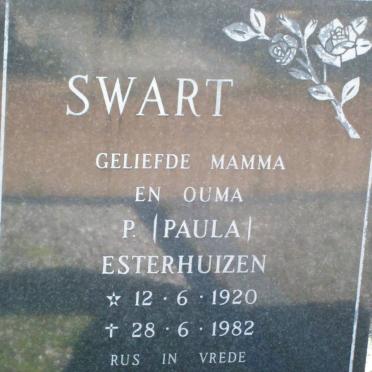 SWART
GELIEFDE MAMMA
EN OUMA
P. (PAULA)
ESTERHUIZEN
☆ 12·6·1920
† 28·6·1982
RUS IN VREDE